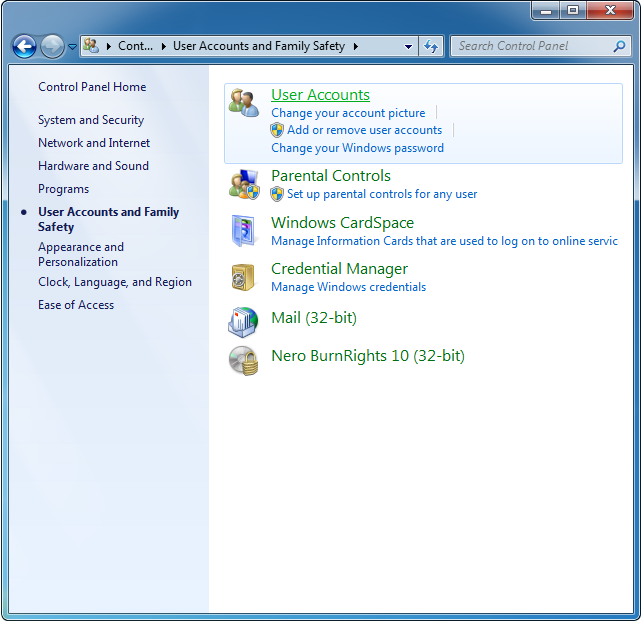 Cont... User Accounts and Family Safety
Search Control Panel
Control Panel Home
System and Security
Network and Internet
Hardware and Sound
Programs
User Accounts and Family
Safety
Appearance and
Personalization
Clock, Language, and Region
Ease of Access
User Accounts
Change your account picture
Add or remove user accounts
Change your Windows password
Parental Controls
Set up parental controls for any user
Windows CardSpace
Manage Information Cards that are used to log on to online servic
Credential Manager
Manage Windows credentials
Mail (32-bit)
Nero BurnRights 10 (32-bit)